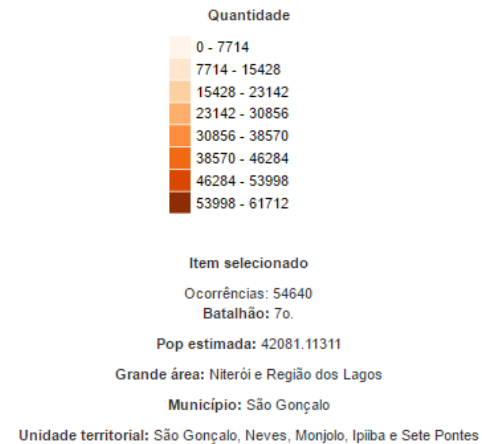 Quantidade
0 - 7714
7714 - 15428
15428 - 23142
23142 - 30856
30856 - 38570
38570 - 46284
46284 - 53998
53998 - 61712
Item selecionado
Ocorrências: 54640
Batalhão: 7o.
Pop estimada: 42081.11311
Grande área: Niterói e Região dos Lagos
Município: São Gonçalo
Unidade territorial: São Gonçalo, Neves, Monjolo, Ipiiba e Sete Pontes